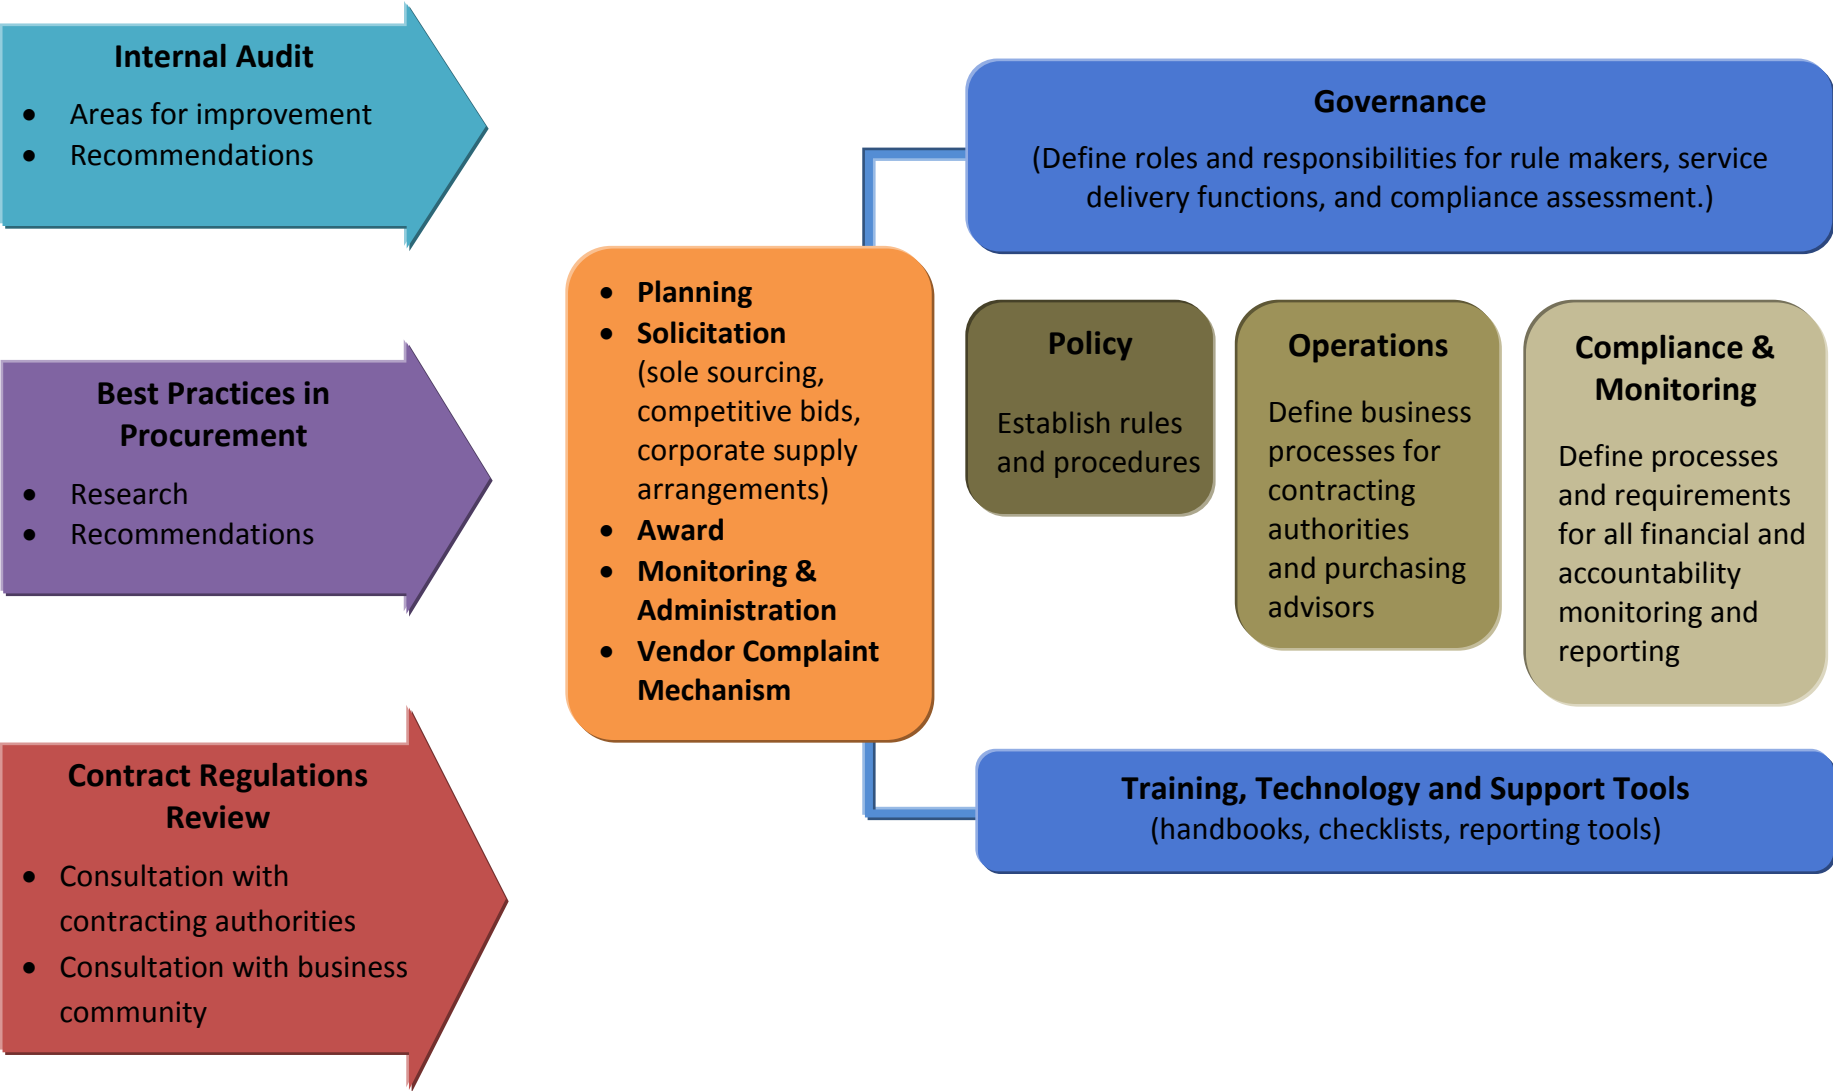 Internal Audit
• Areas for improvement
• Recommendations
Best Practices in
Procurement
• Research
• Recommendations
Contract Regulations
Review
• Consultation with
contracting authorities
• Consultation with business
community
• Planning
• Solicitation
(sole sourcing,
competitive bids,
corporate supply
arrangements)
• Award
• Monitoring &
Administration
• Vendor Complaint
Mechanism
Governance
(Define roles and responsibilities for rule makers, service
delivery functions, and compliance assessment.)
Policy
Establish rules
and procedures
Operations
Define business
processes for
contracting
authorities
and purchasing
advisors
Compliance &
Monitoring
Define processes
and requirements
for all financial and
accountability
monitoring and
reporting
Training, Technology and Support Tools
(handbooks, checklists, reporting tools)